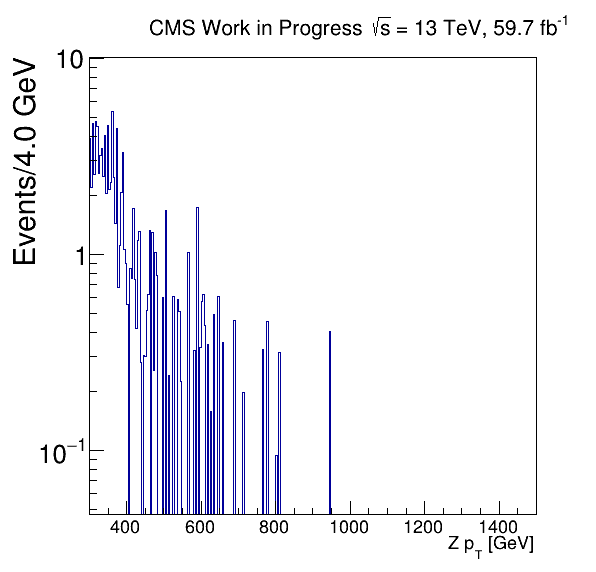 CMS Work in Progress √s = 13 TeV, 59.7 fb⁻¹
Events/4.0 GeV
10
1
10⁻¹
400 600 800 1000 1200 1400
Z p_T [GeV]